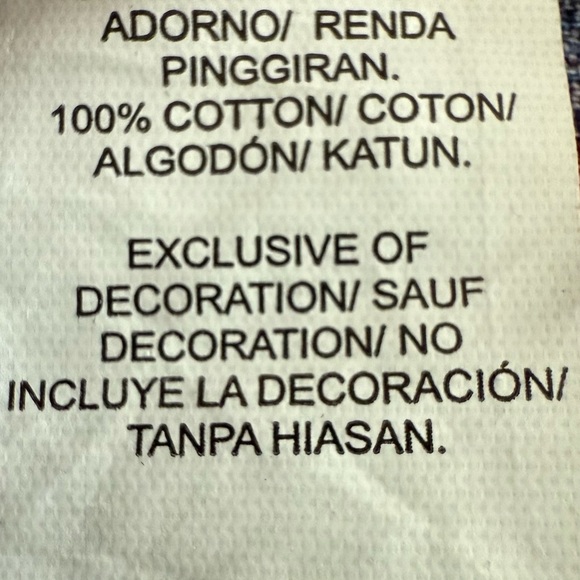 ADORNO/ RENDA
PINGGIRAN.
100% COTTON/ COTON/
ALGODÓN/ KATUN.
EXCLUSIVE OF
DECORATION/ SAUF
DECORATION/ NO
INCLUYE LA DECORACIÓN/
TANPA HIASAN.